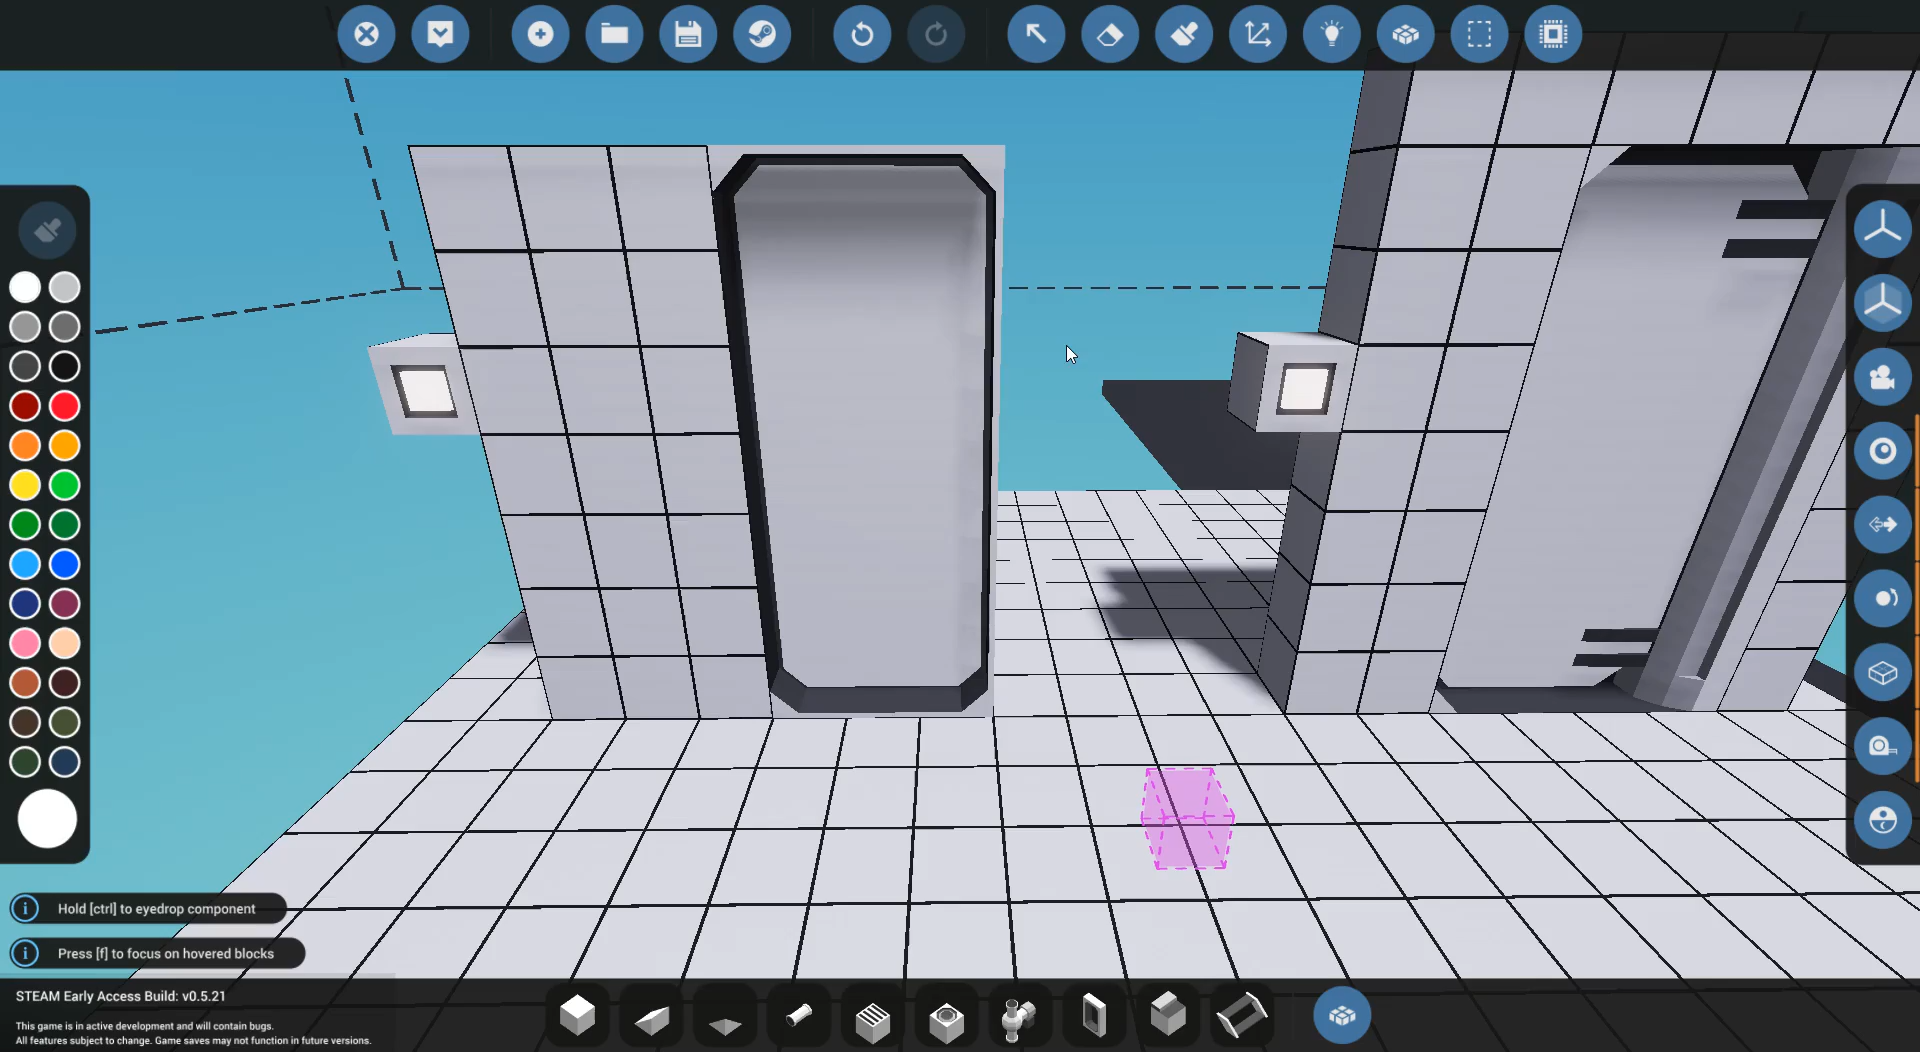 Hold [ctrl] to eyedrop component
Press [f] to focus on hovered blocks
STEAM Early Access Build: v0.5.21
This game is in active development and will contain bugs.
All features subject to change. Game saves may not function in future versions.